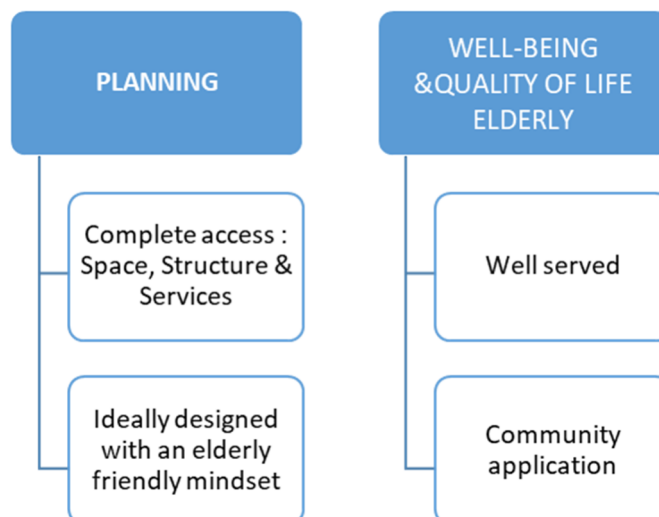 PLANNING
Complete access :
Space, Structure &
Services
Ideally designed
with an elderly
friendly mindset
WELL-BEING
&QUALITY OF LIFE
ELDERLY
Well served
Community
application